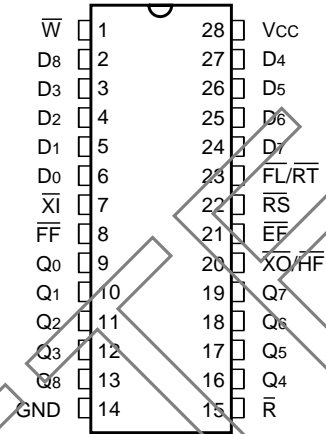 W̅ 1 28 Vcc
D8 2 27 D4
D3 3 26 D5
D2 4 25 D6
D1 5 24 D7
D0 6 23 F̅L̅/R̅T̅
X̅I̅ 7 22 R̅S̅
F̅F̅ 8 21 E̅F̅
Q0 9 20 X̅O̅/H̅F̅
Q1 10 19 Q7
Q2 11 18 Q6
Q3 12 17 Q5
Q8 13 16 Q4
GND 14 15 R̅